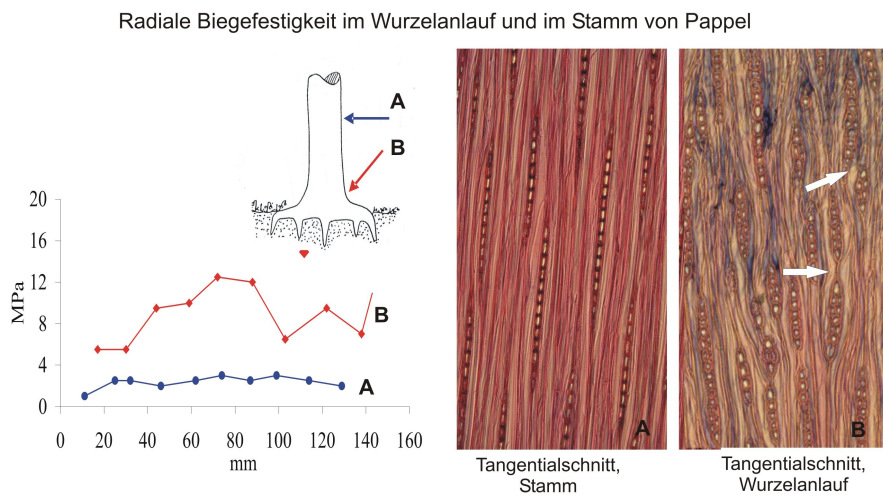 Radiale Biegefestigkeit im Wurzelanlauf und im Stamm von Pappel
A
B
20
16
12
8
4
0
MPa
B
A
0 20 40 60 80 100 120 140 160
mm
A
Tangentialschnitt,
Stamm
B
Tangentialschnitt,
Wurzelanlauf